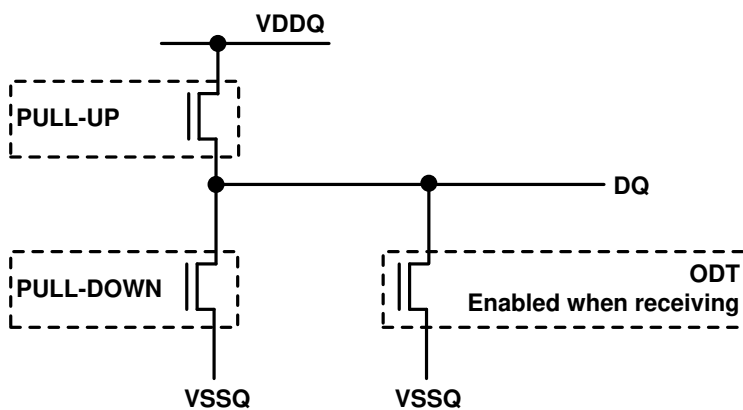 VDDQ
PULL-UP
DQ
PULL-DOWN
ODT
Enabled when receiving
VSSQ
VSSQ